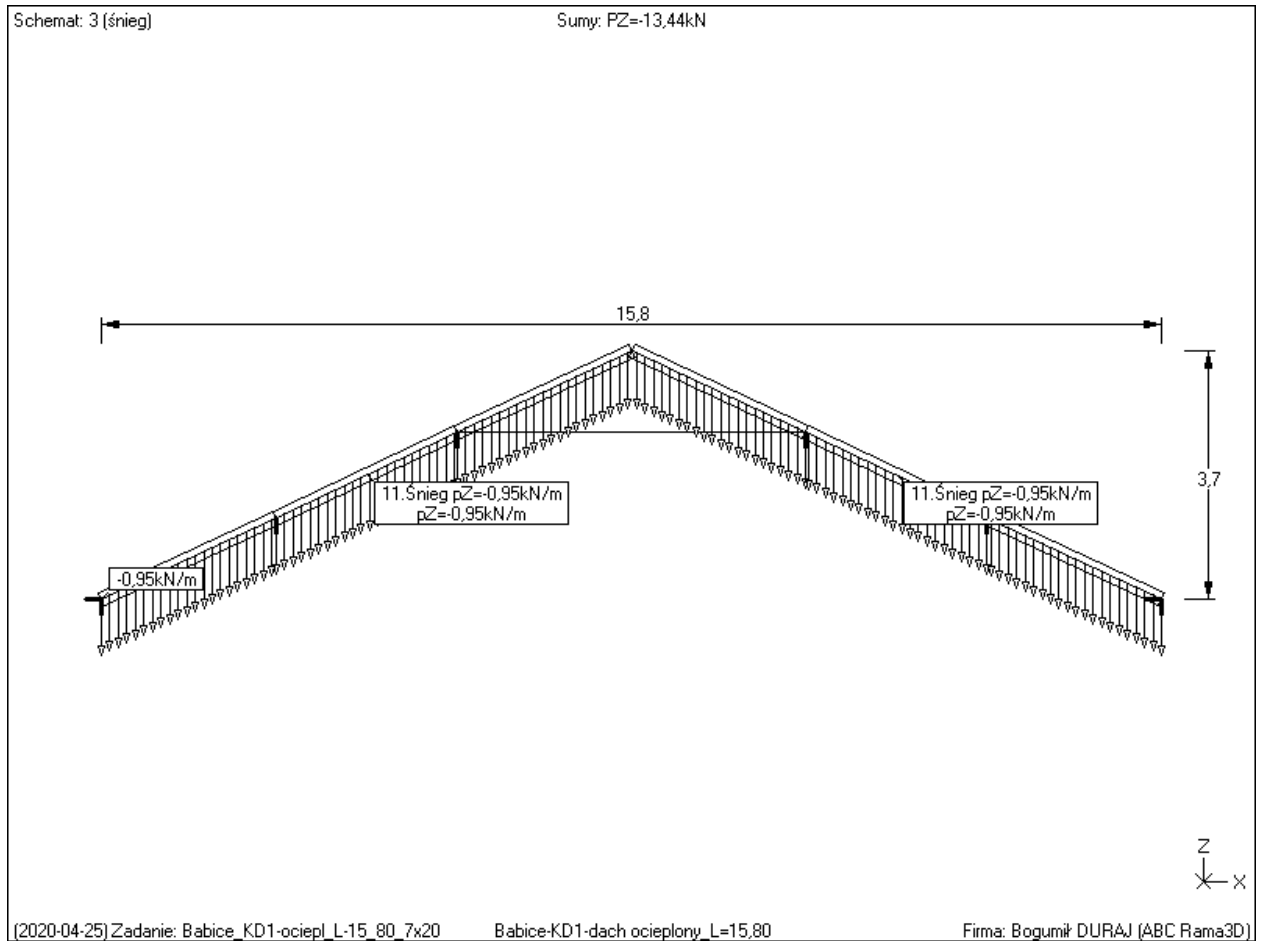 Schemat: 3 (śnieg)
Sumy: PZ=-13,44kN
15,8
3,7
11.Śnieg pZ=-0,95kN/m
pZ=-0,95kN/m
11.Śnieg pZ=-0,95kN/m
pZ=-0,95kN/m
-0,95kN/m
Z
X
(2020-04-25) Zadanie: Babice_KD1-ociepl_L-15_80_7x20
Babice-KD1-dach ocieplony_L=15,80
Firma: Bogumił DURAJ (ABC Rama3D)